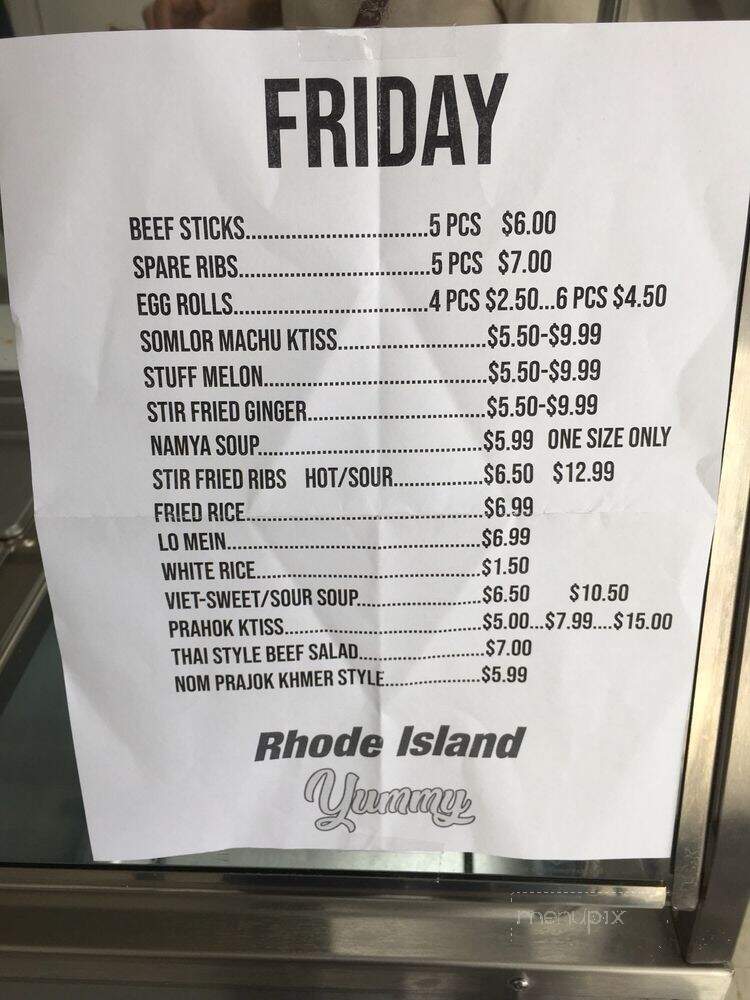 FRIDAY
BEEF STICKS..............................5 PCS $6.00
SPARE RIBS...............................5 PCS $7.00
EGG ROLLS................................4 PCS $2.50...6 PCS $4.50
SOMLOR MACHU KTISS.......................$5.50-$9.99
STUFF MELON..............................$5.50-$9.99
STIR FRIED GINGER........................$5.50-$9.99
NAMYA SOUP...............................$5.99 ONE SIZE ONLY
STIR FRIED RIBS HOT/SOUR..............$6.50 $12.99
FRIED RICE...............................$6.99
LO MEIN..................................$6.99
WHITE RICE...............................$1.50
VIET-SWEET/SOUR SOUP...................$6.50 $10.50
PRAHOK KTISS.............................$5.00...$7.99....$15.00
THAI STYLE BEEF SALAD...................$7.00
NOM PRAJOK KHMER STYLE...............$5.99
Rhode Island
Yummy
menupix